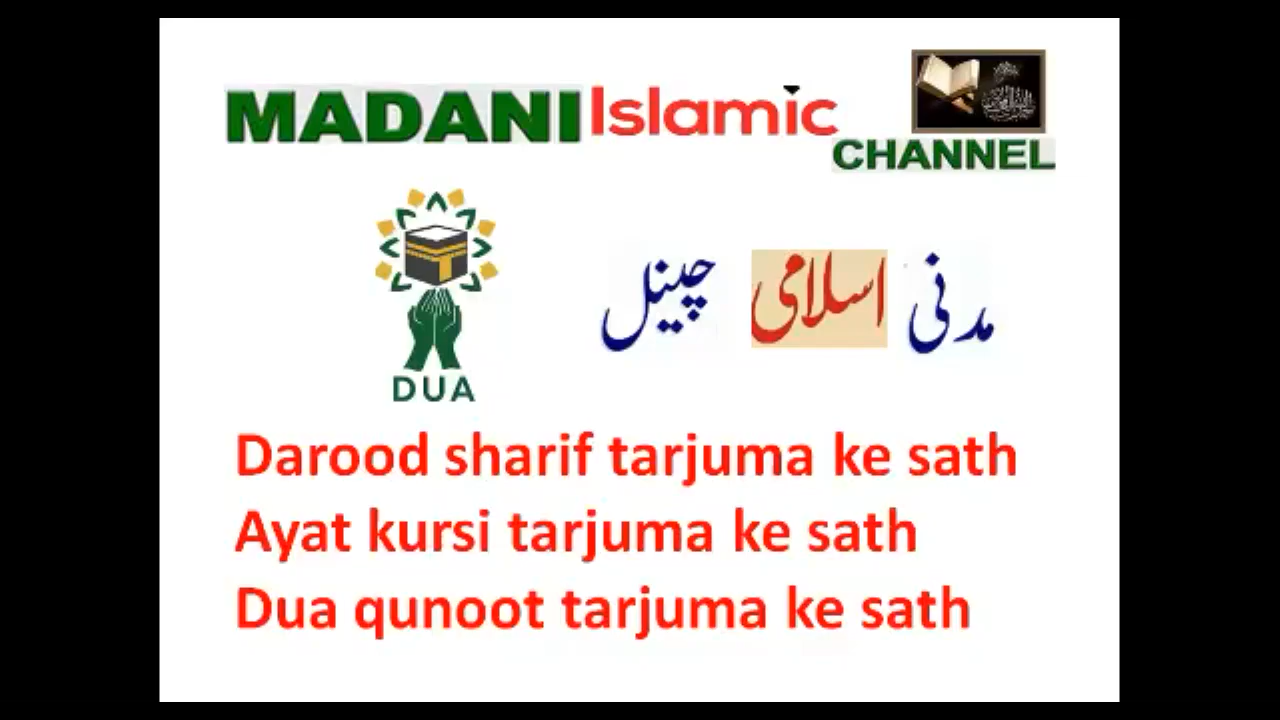 MADANI Islamic
CHANNEL
مدنی اسلامی چینل
DUA
Darood sharif tarjuma ke sath
Ayat kursi tarjuma ke sath
Dua qunoot tarjuma ke sath